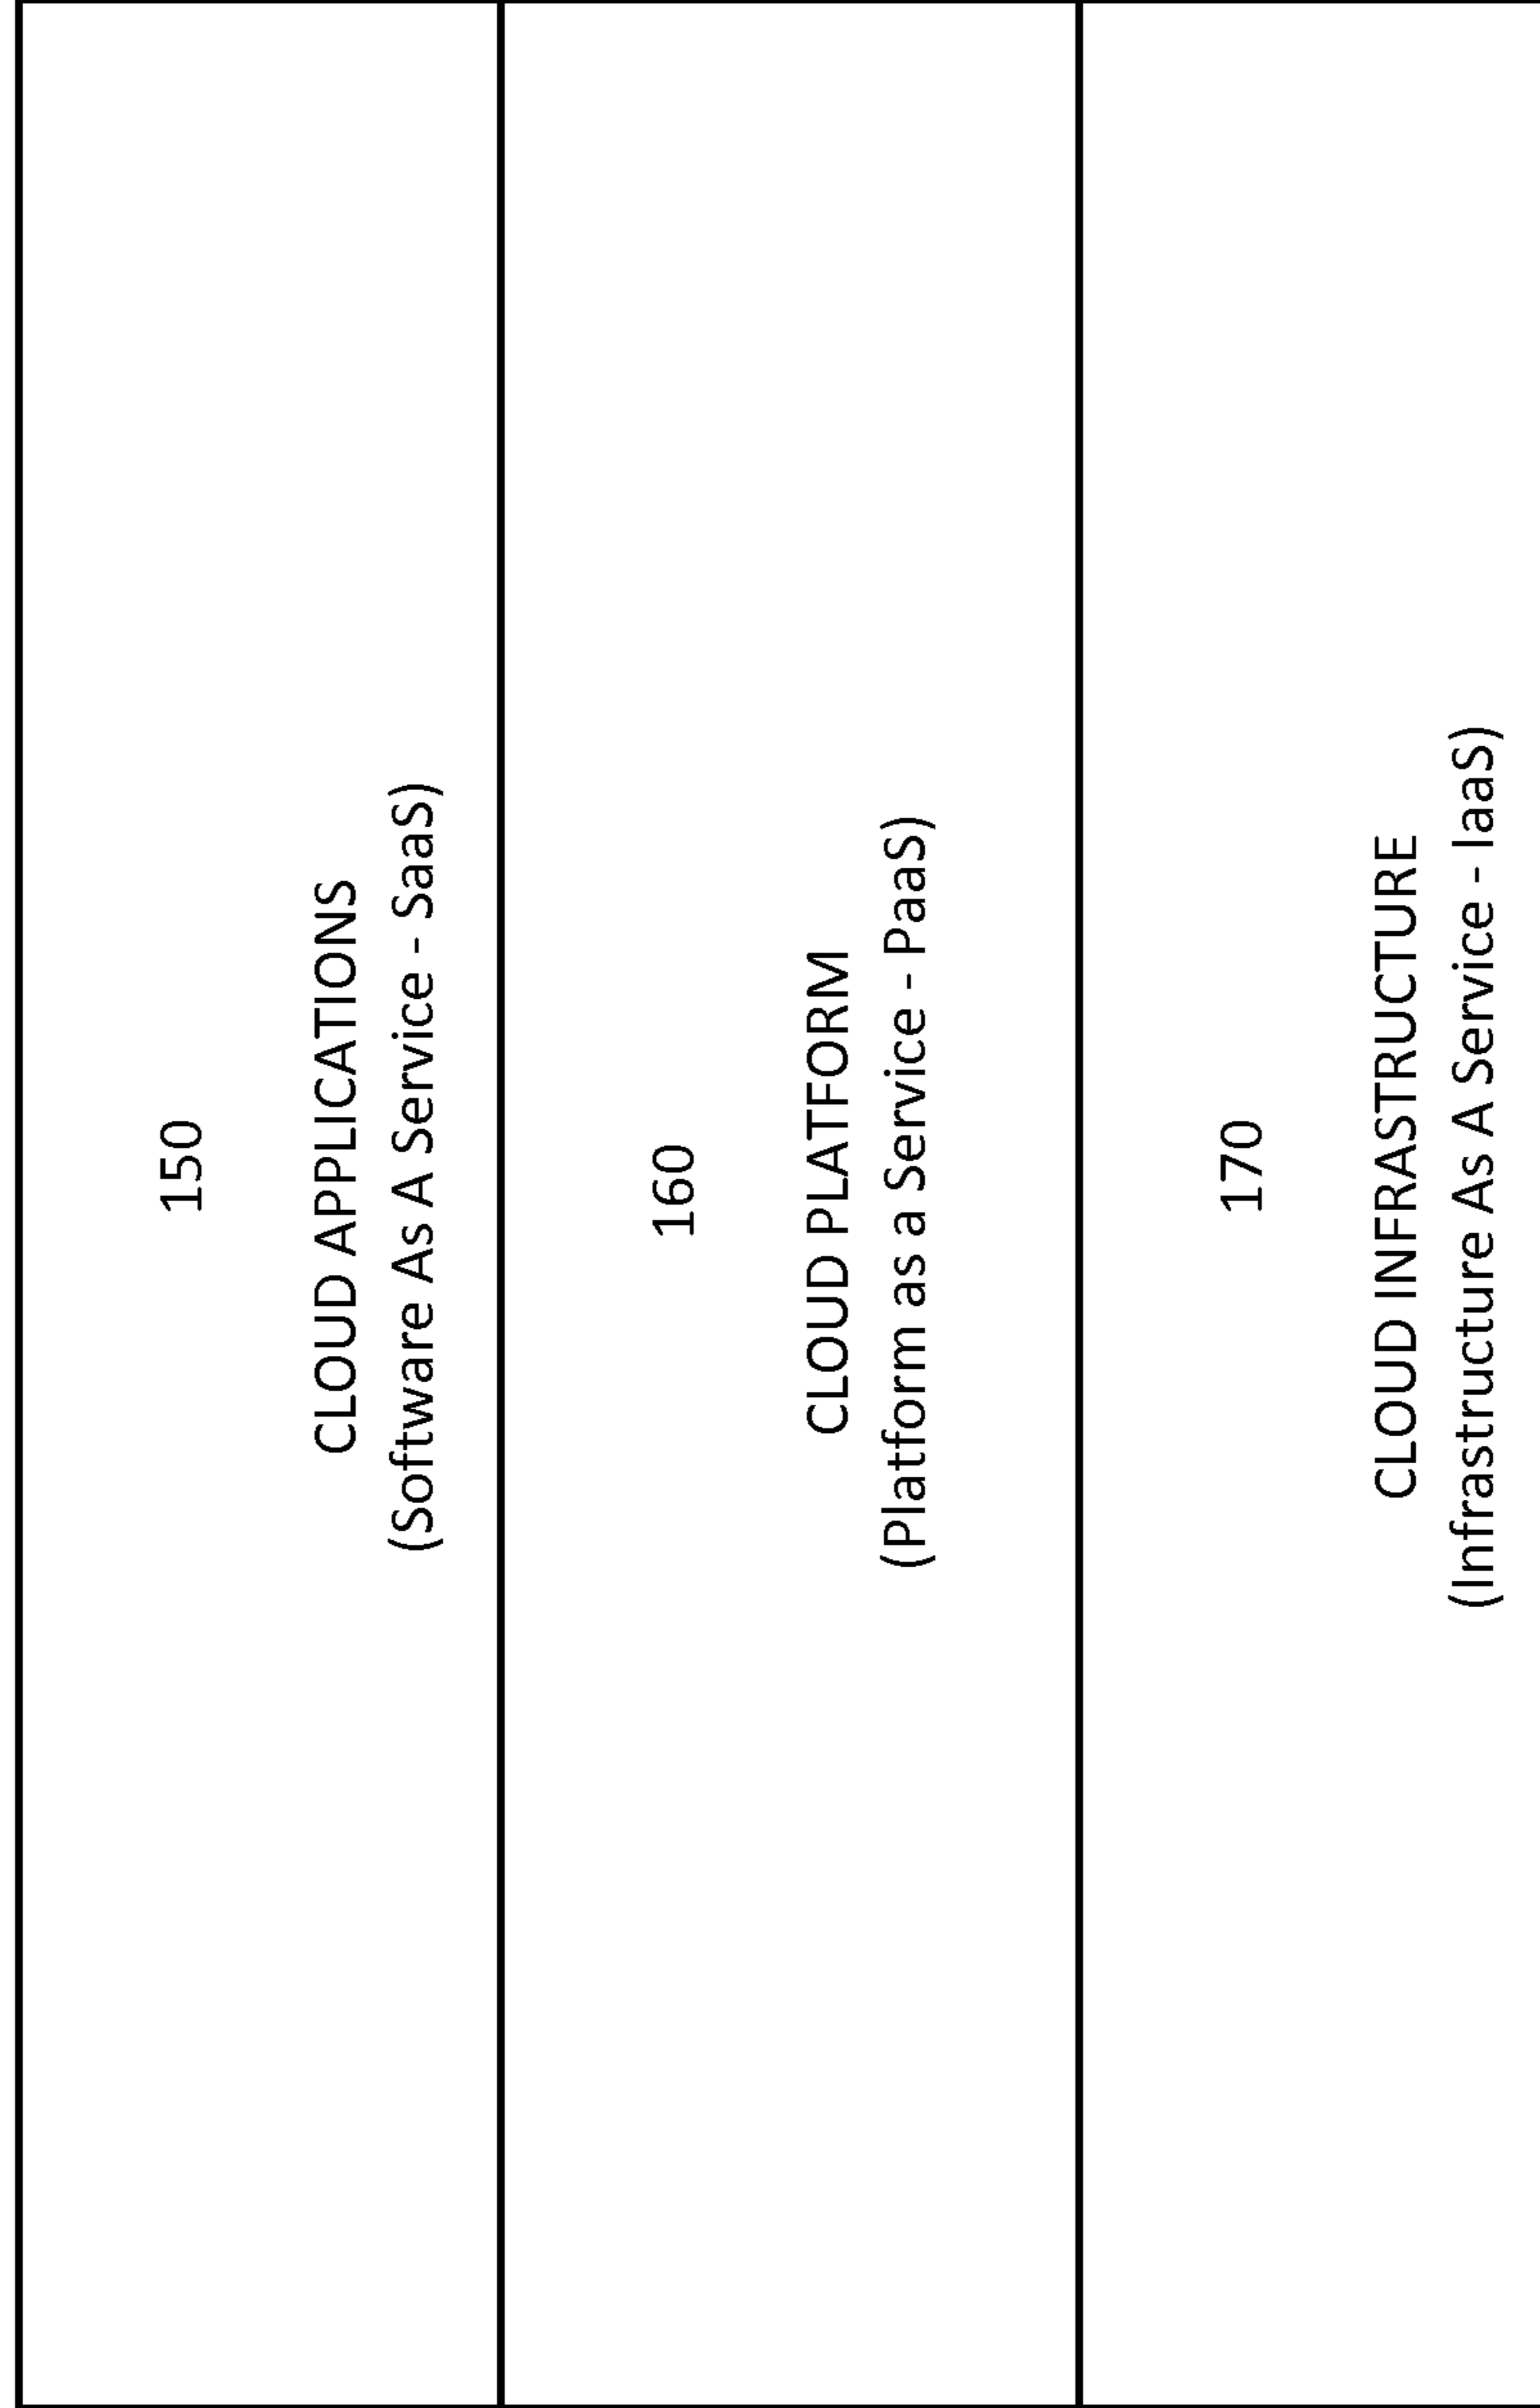 150
CLOUD APPLICATIONS
(Software As A Service - SaaS)
160
CLOUD PLATFORM
(Platform as a Service - PaaS)
170
CLOUD INFRASTRUCTURE
(Infrastructure As A Service - IaaS)